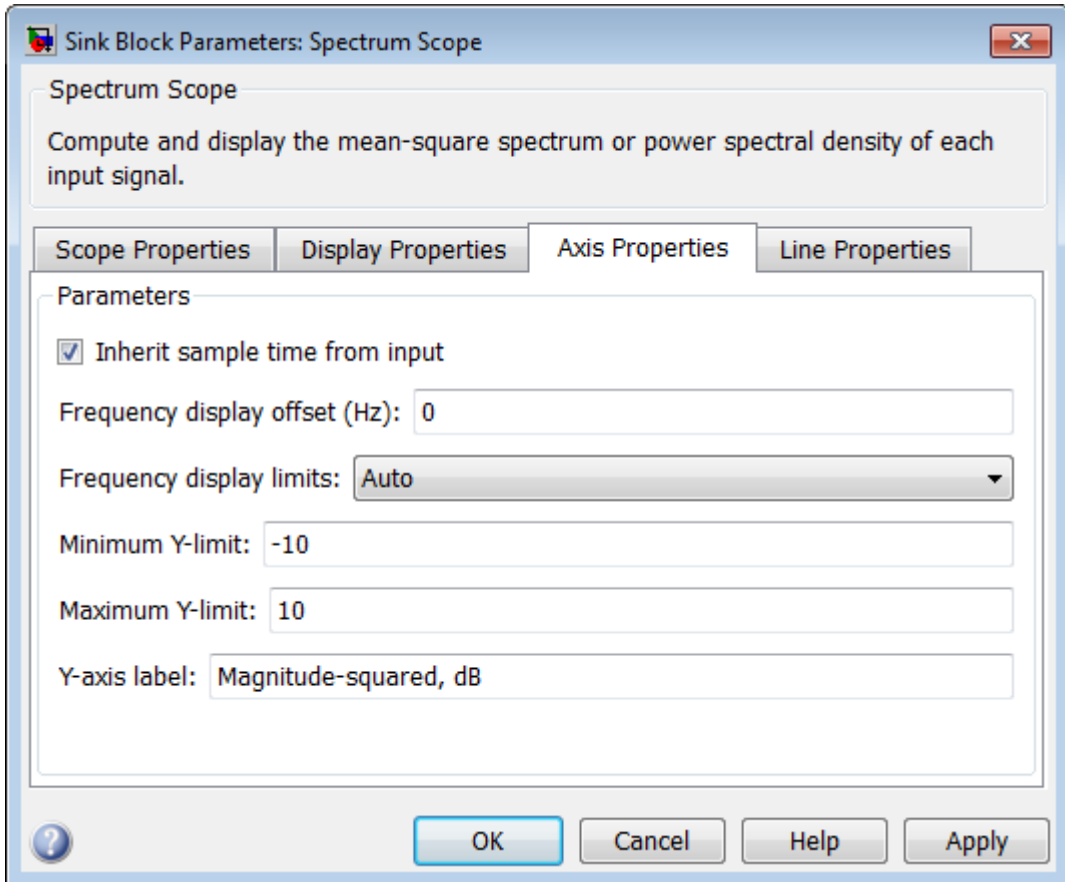 Sink Block Parameters: Spectrum Scope
Spectrum Scope
Compute and display the mean-square spectrum or power spectral density of each
input signal.
Scope Properties Display Properties Axis Properties Line Properties
Parameters
Inherit sample time from input
Frequency display offset (Hz): 0
Frequency display limits: Auto
Minimum Y-limit: -10
Maximum Y-limit: 10
Y-axis label: Magnitude-squared, dB
? OK Cancel Help Apply